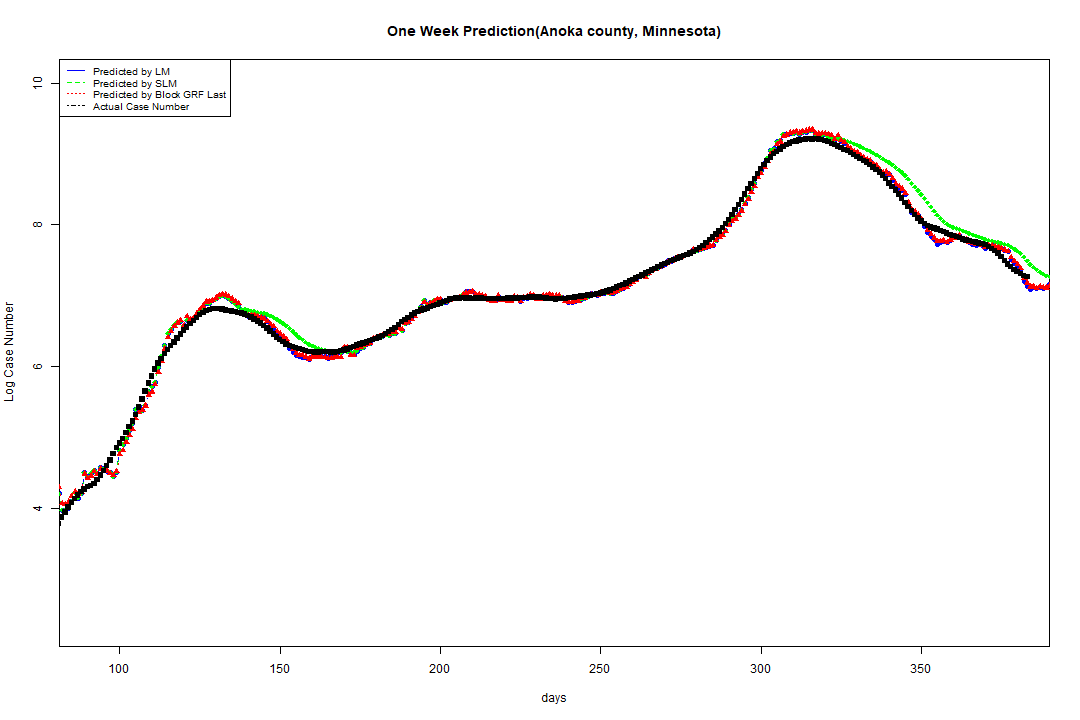 One Week Prediction(Anoka county, Minnesota)
Predicted by LM
Predicted by SLM
Predicted by Block GRF Last
Actual Case Number
10
8
6
4
Log Case Number
100
150
200
250
300
350
days